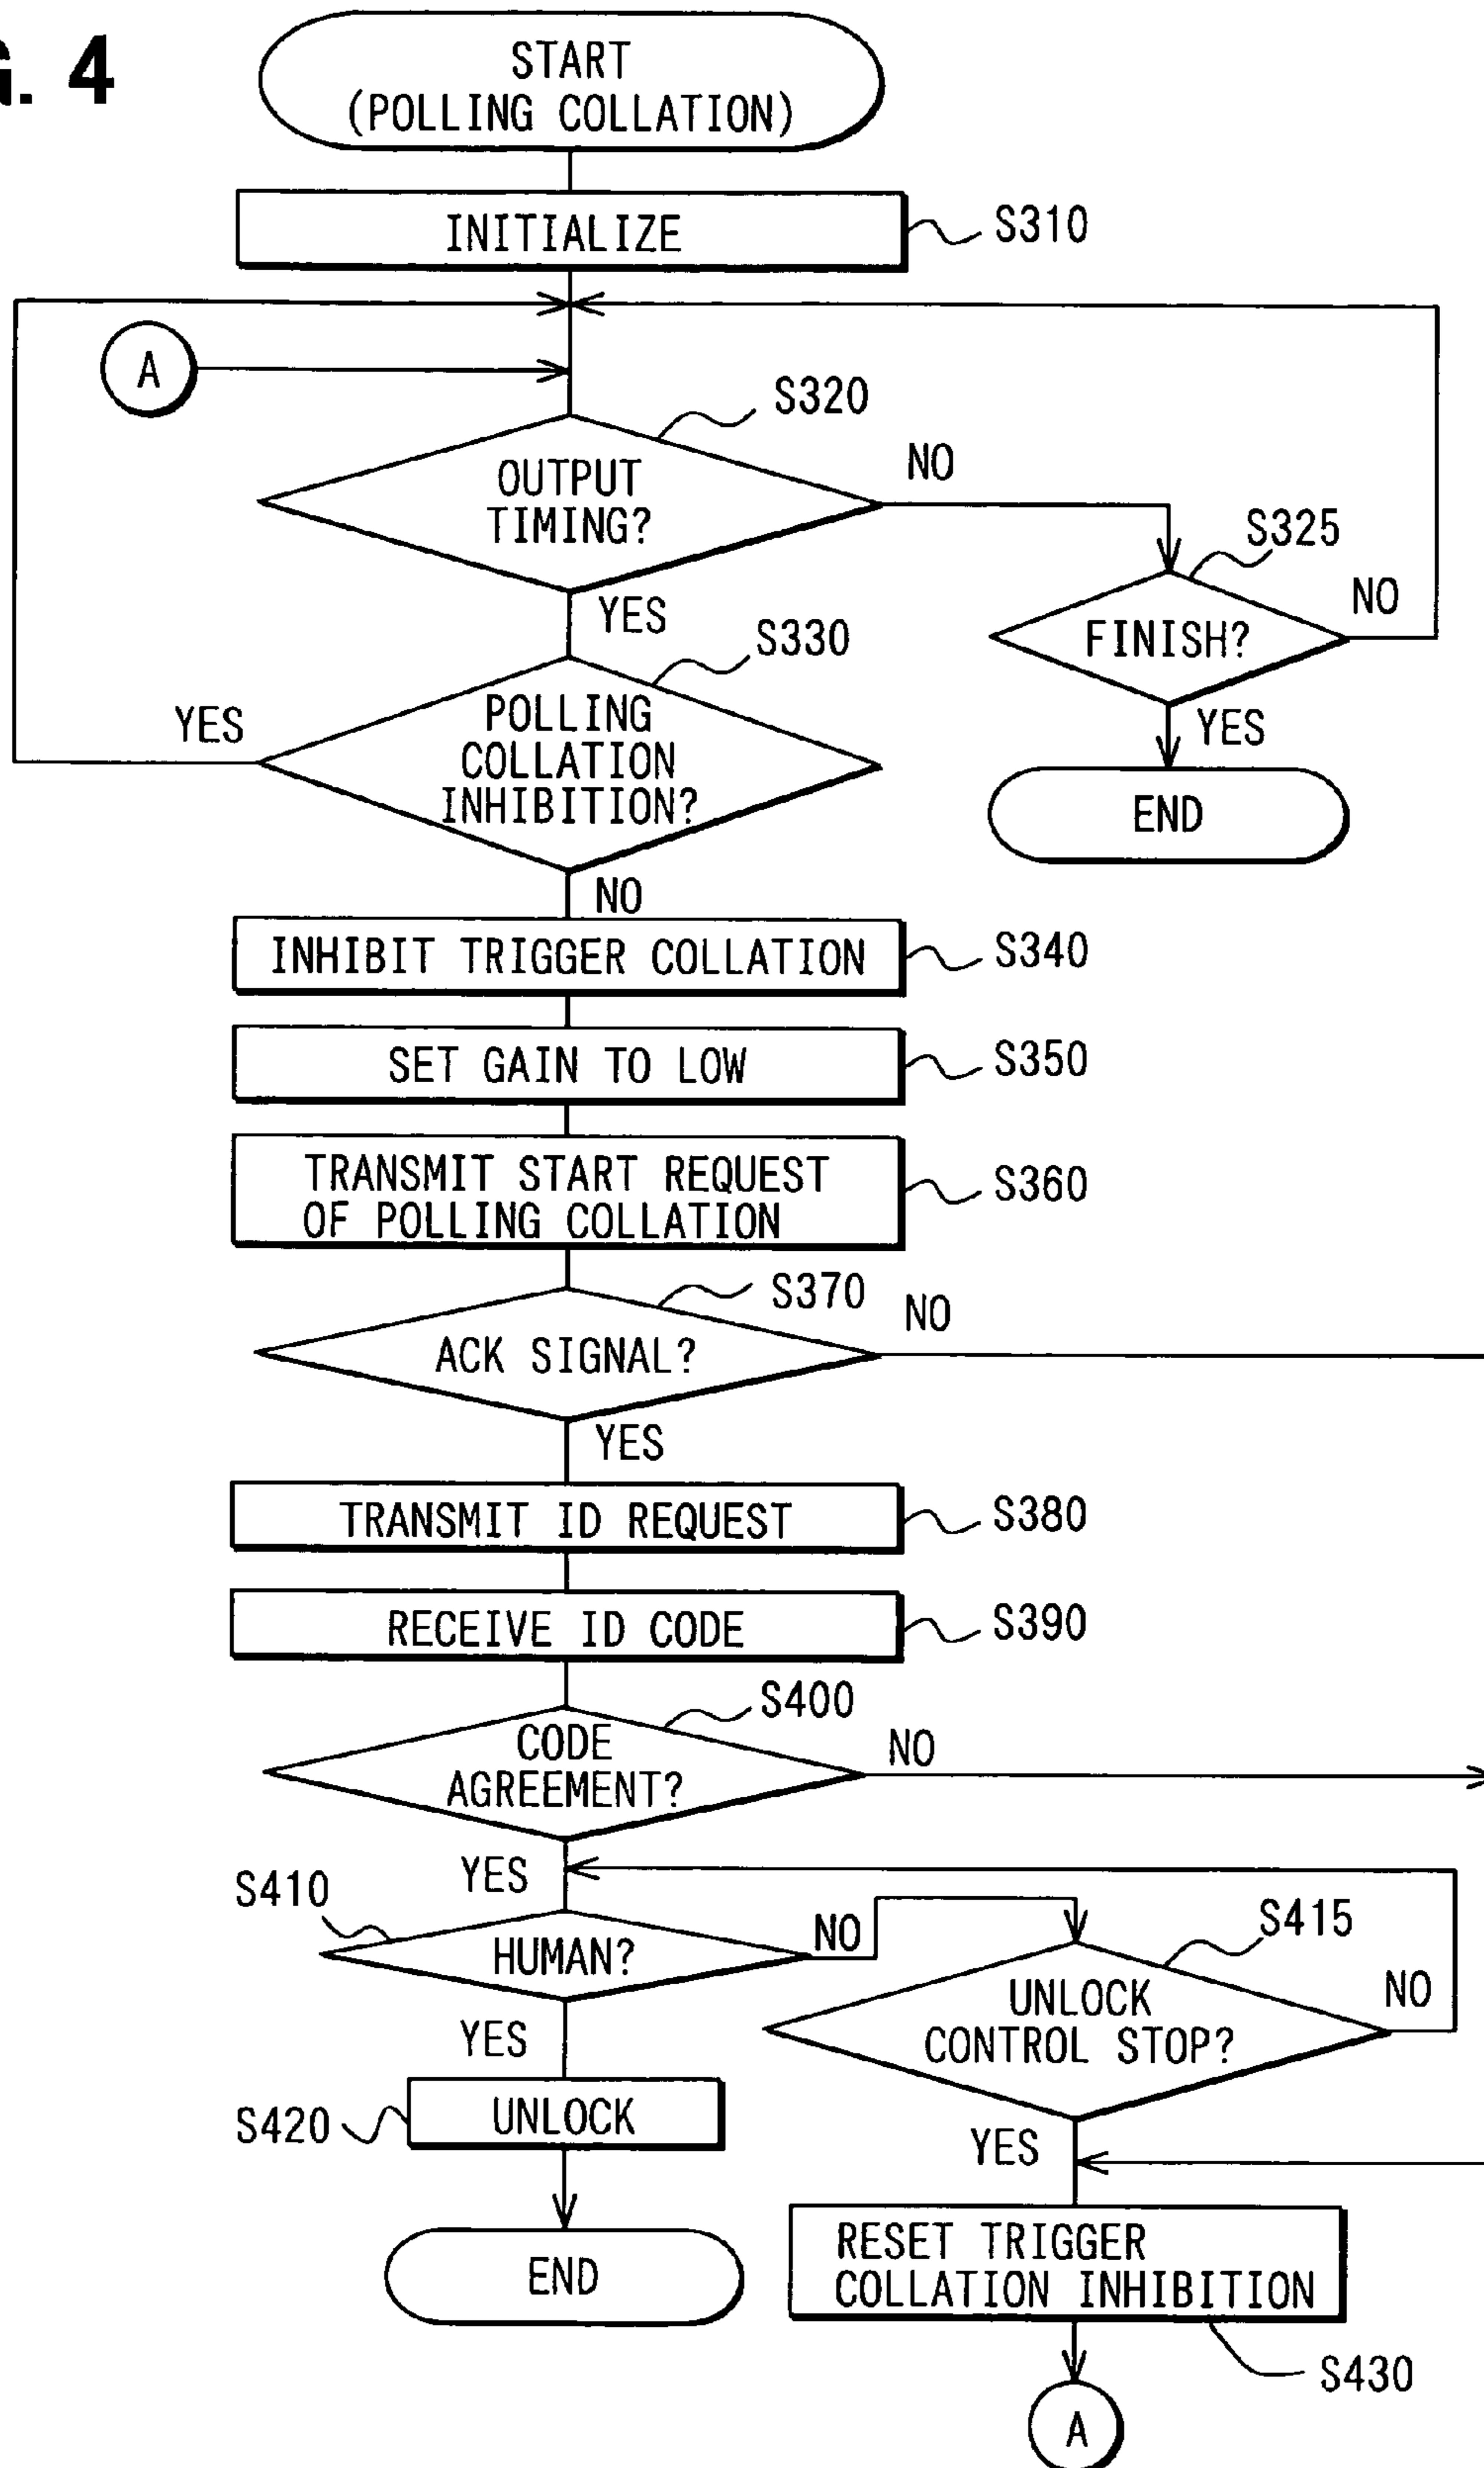 G. 4
START
(POLLING COLLATION)
INITIALIZE
S310
A
S320
OUTPUT
TIMING?
NO
S325
YES
FINISH?
NO
S330
POLLING
COLLATION
INHIBITION?
YES
YES
END
NO
INHIBIT TRIGGER COLLATION
S340
SET GAIN TO LOW
S350
TRANSMIT START REQUEST
OF POLLING COLLATION
S360
S370
ACK SIGNAL?
NO
YES
TRANSMIT ID REQUEST
S380
RECEIVE ID CODE
S390
S400
CODE
AGREEMENT?
NO
YES
S410
HUMAN?
NO
S415
UNLOCK
CONTROL STOP?
NO
YES
UNLOCK
S420
YES
END
RESET TRIGGER
COLLATION INHIBITION
S430
A